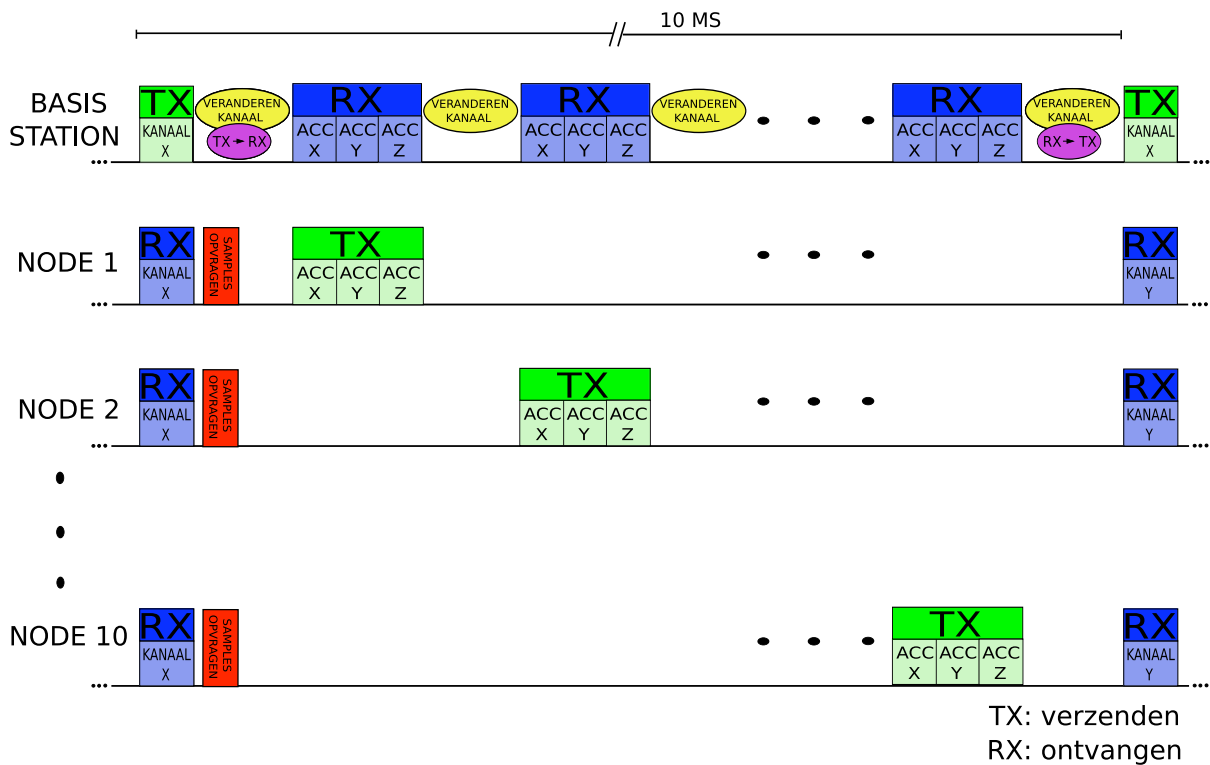 10 MS
BASIS
STATION
TX
KANAAL
X
VERANDEREN
KANAAL
TX RX
RX
ACC ACC ACC
X Y Z
VERANDEREN
KANAAL
RX
ACC ACC ACC
X Y Z
VERANDEREN
KANAAL
RX
ACC ACC ACC
X Y Z
VERANDEREN
KANAAL
RX TX
TX
KANAAL
X
NODE 1
RX
KANAAL
X
SAMPLES
OPVRAGEN
TX
ACC ACC ACC
X Y Z
RX
KANAAL
Y
NODE 2
RX
KANAAL
X
SAMPLES
OPVRAGEN
TX
ACC ACC ACC
X Y Z
RX
KANAAL
Y
NODE 10
RX
KANAAL
X
SAMPLES
OPVRAGEN
TX
ACC ACC ACC
X Y Z
RX
KANAAL
Y
TX: verzenden
RX: ontvangen